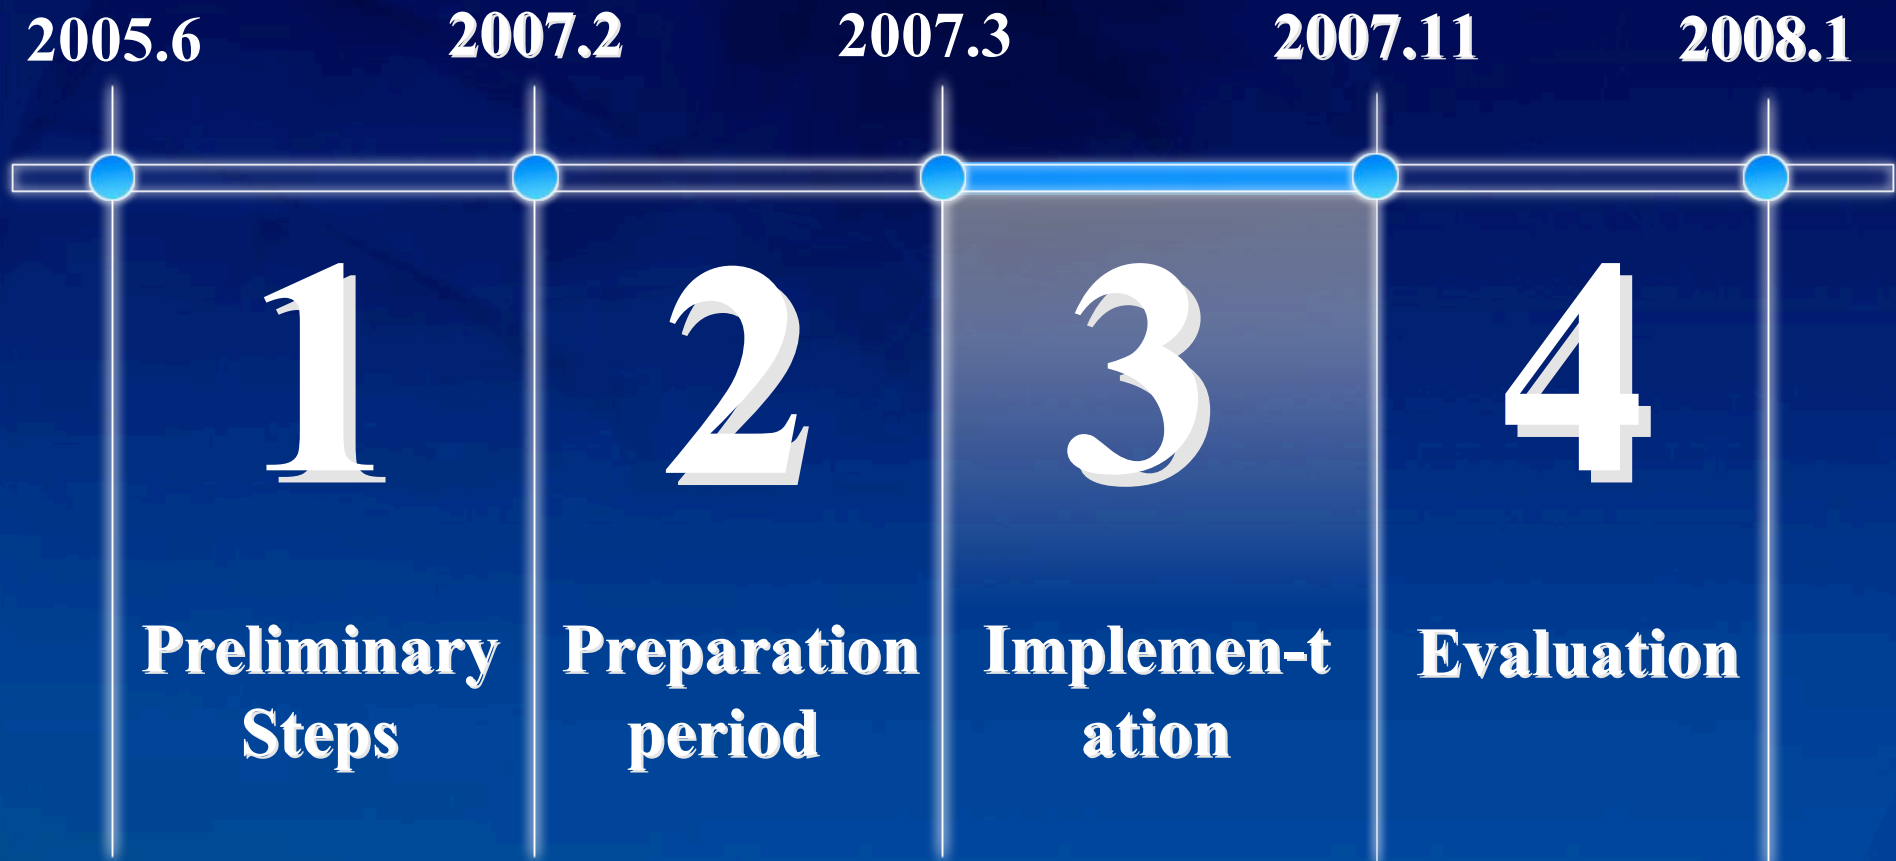 2005.6
2007.2
2007.3
2007.11
2008.1
1
2
3
4
Preliminary
Steps
Preparation
period
Implemen-t
ation
Evaluation